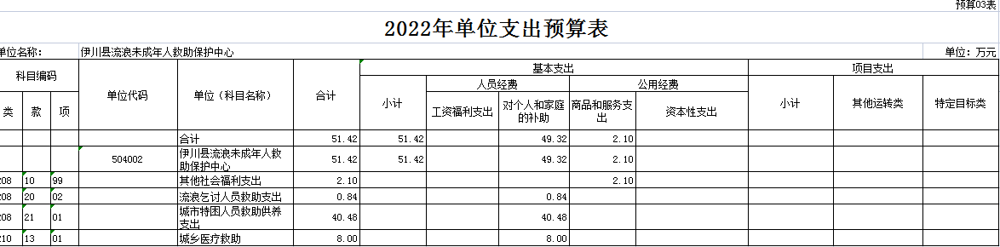 预算03表
2022年单位支出预算表
单位名称： 伊川县流浪未成年人救助保护中心 单位：万元
科目编码 单位代码 单位（科目名称） 合计 基本支出 项目支出
小计 人员经费 公用经费 小计 其他运转类 特定目标类
类 款 项 工资福利支出 对个人和家庭的补助 商品和服务支出 资本性支出
合计 51.42 51.42 49.32 2.10
504002 伊川县流浪未成年人救助保护中心 51.42 51.42 49.32 2.10
208 10 99 其他社会福利支出 2.10 2.10
208 20 02 流浪乞讨人员救助支出 0.84 0.84
208 21 01 城市特困人员救助供养支出 40.48 40.48
210 13 01 城乡医疗救助 8.00 8.00